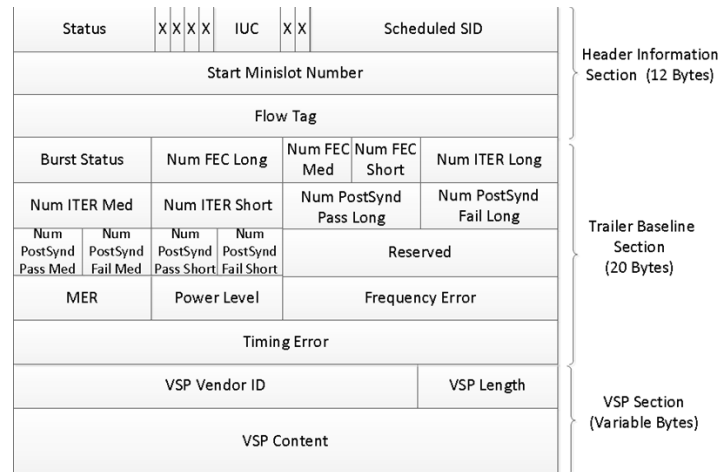 Status X X X X IUC X X Scheduled SID
Start Minislot Number
Flow Tag
Header Information
Section (12 Bytes)
Burst Status
Num FEC Long
Num FEC
Med
Num FEC
Short
Num ITER Long
Num ITER Med
Num ITER Short
Num PostSynd
Pass Long
Num PostSynd
Fail Long
Num
PostSynd
Pass Med
Num
PostSynd
Fail Med
Num
PostSynd
Pass Short
Num
PostSynd
Fail Short
Reserved
MER
Power Level
Frequency Error
Timing Error
Trailer Baseline
Section
(20 Bytes)
VSP Vendor ID
VSP Length
VSP Content
VSP Section
(Variable Bytes)